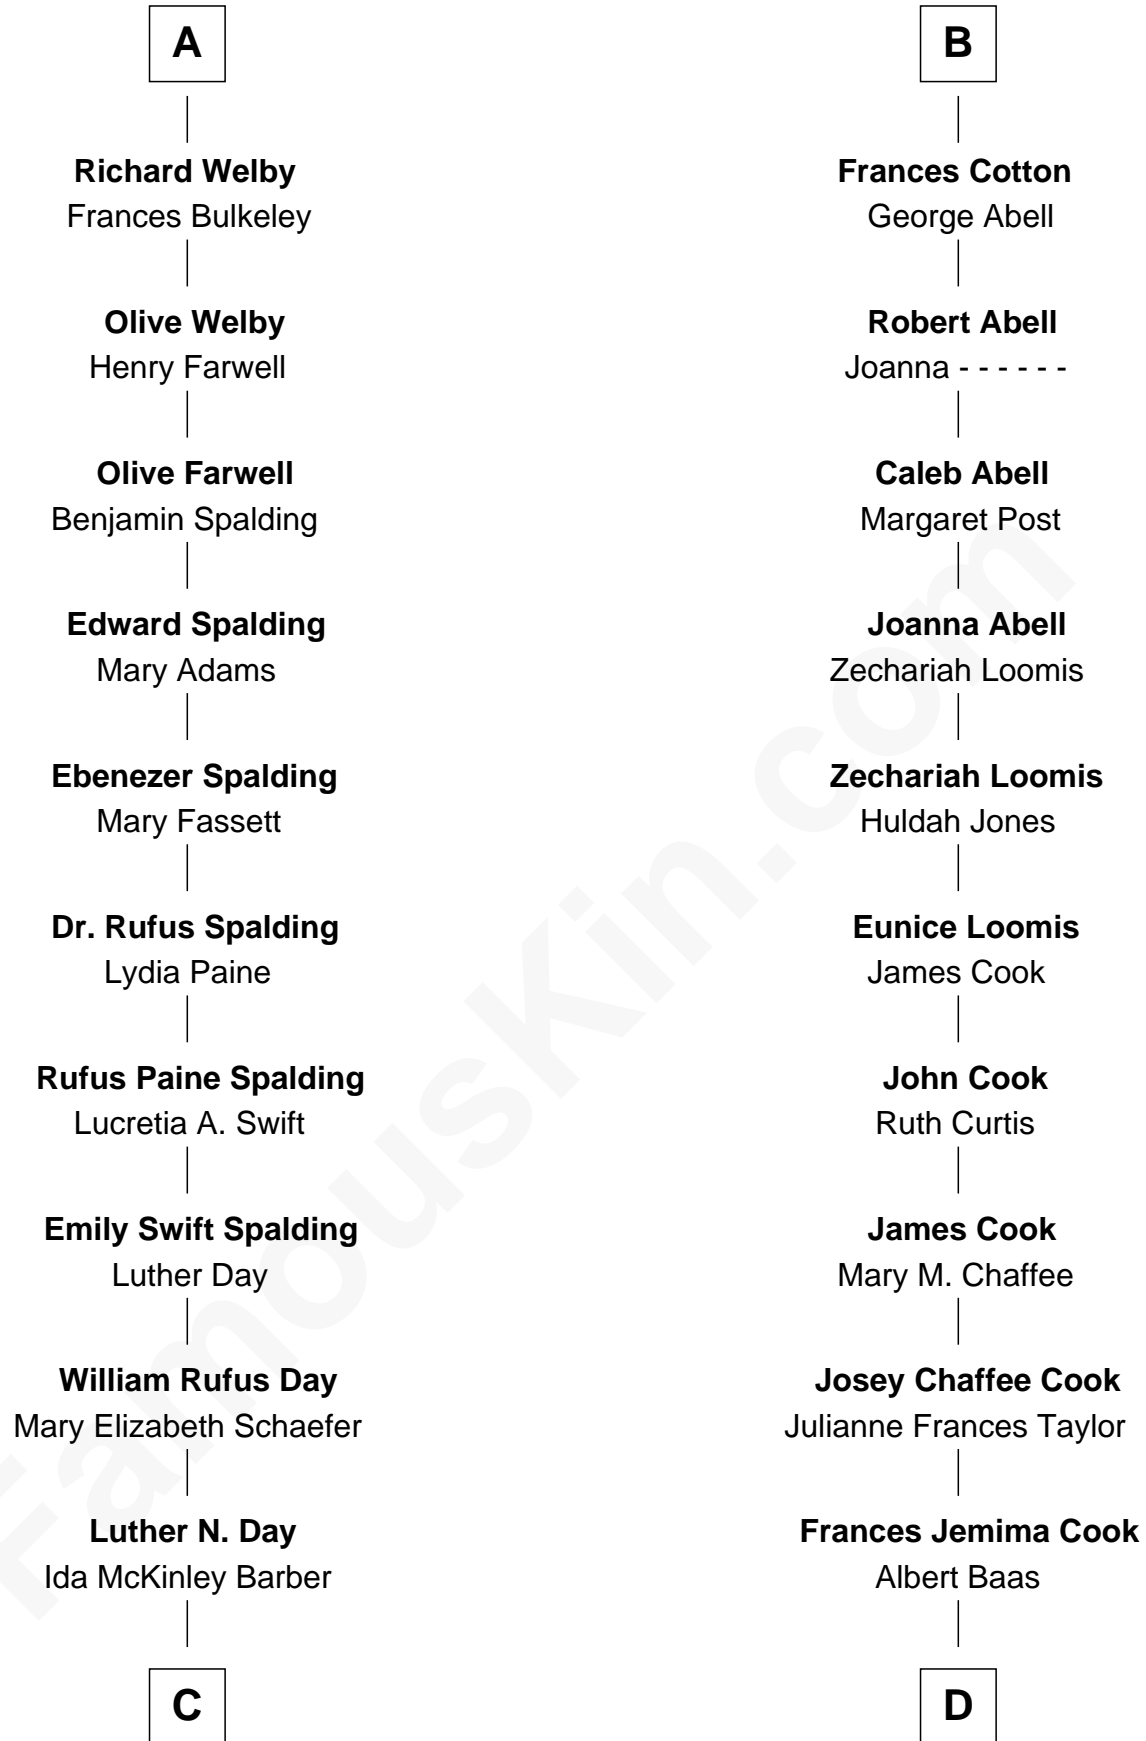 A
Richard Welby
Frances Bulkeley
Olive Welby
Henry Farwell
Olive Farwell
Benjamin Spalding
Edward Spalding
Mary Adams
Ebenezer Spalding
Mary Fassett
Dr. Rufus Spalding
Lydia Paine
Rufus Paine Spalding
Lucretia A. Swift
Emily Swift Spalding
Luther Day
William Rufus Day
Mary Elizabeth Schaefer
Luther N. Day
Ida McKinley Barber
C
B
Frances Cotton
George Abell
Robert Abell
Joanna - - - - - -
Caleb Abell
Margaret Post
Joanna Abell
Zechariah Loomis
Zechariah Loomis
Huldah Jones
Eunice Loomis
James Cook
John Cook
Ruth Curtis
James Cook
Mary M. Chaffee
Josey Chaffee Cook
Julianne Frances Taylor
Frances Jemima Cook
Albert Baas
D
FamousKin.com